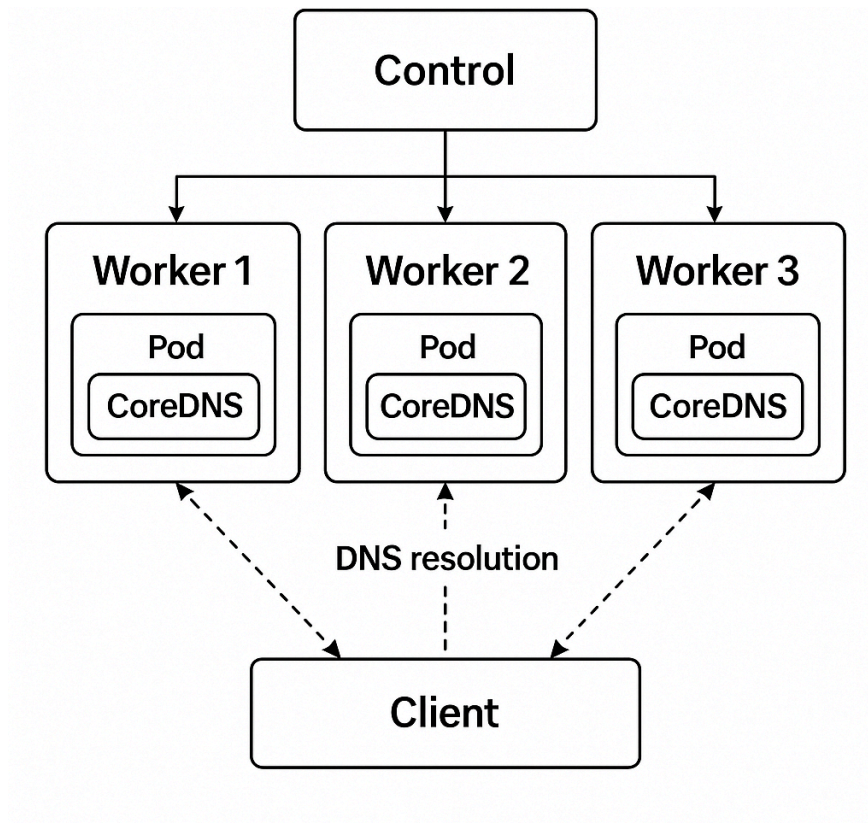 Control
Worker 1
Worker 2
Worker 3
Pod
Pod
Pod
CoreDNS
CoreDNS
CoreDNS
DNS resolution
Client